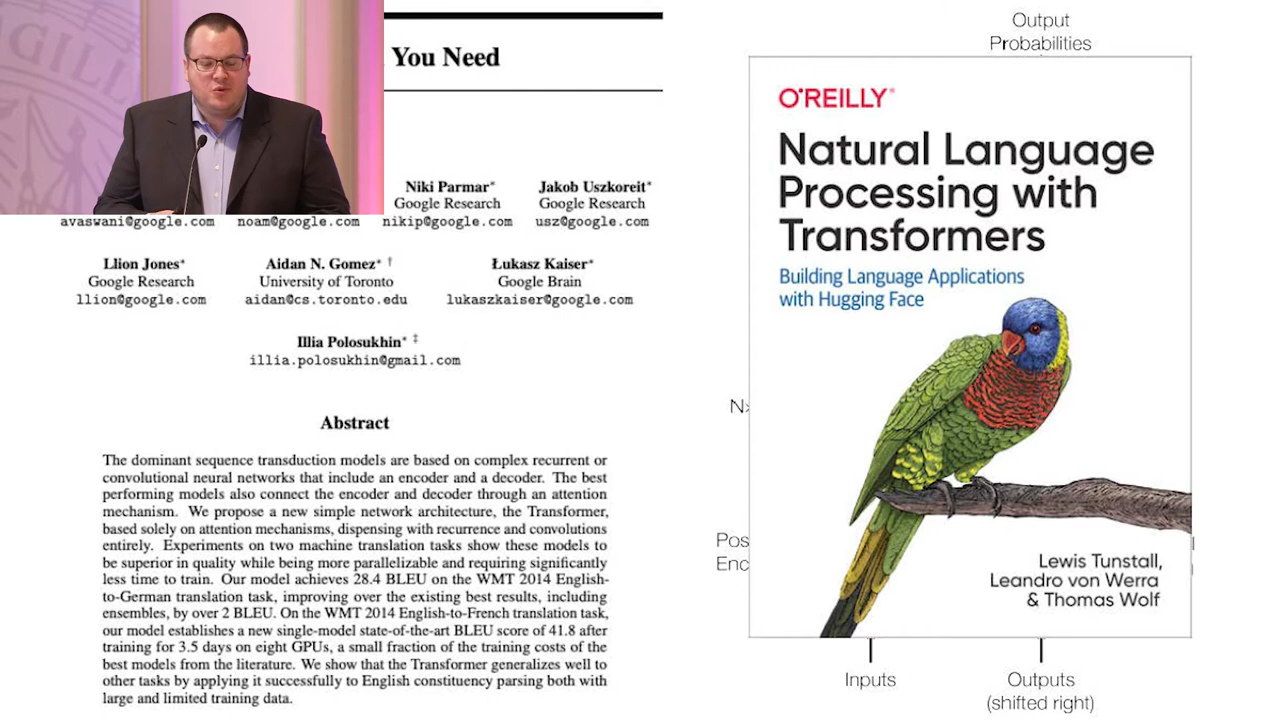 You Need
Niki Parmar* Jakob Uszkoreit*
Google Research Google Research
avaswani@google.com noam@google.com nikip@google.com usz@google.com
Llion Jones* Aidan N. Gomez* † Łukasz Kaiser*
Google Research University of Toronto Google Brain
llion@google.com aidan@cs.toronto.edu lukaszkaiser@google.com
Illia Polosukhin* ‡
illia.polosukhin@gmail.com
Abstract
The dominant sequence transduction models are based on complex recurrent or
convolutional neural networks that include an encoder and a decoder. The best
performing models also connect the encoder and decoder through an attention
mechanism. We propose a new simple network architecture, the Transformer,
based solely on attention mechanisms, dispensing with recurrence and convolutions
entirely. Experiments on two machine translation tasks show these models to
be superior in quality while being more parallelizable and requiring significantly
less time to train. Our model achieves 28.4 BLEU on the WMT 2014 English-
to-German translation task, improving over the existing best results, including
ensembles, by over 2 BLEU. On the WMT 2014 English-to-French translation task,
our model establishes a new single-model state-of-the-art BLEU score of 41.8 after
training for 3.5 days on eight GPUs, a small fraction of the training costs of the
best models from the literature. We show that the Transformer generalizes well to
other tasks by applying it successfully to English constituency parsing both with
large and limited training data.
Output
Probabilities
O'REILLY®
Natural Language
Processing with
Transformers
Building Language Applications
with Hugging Face
Lewis Tunstall,
Leandro von Werra
& Thomas Wolf
Pos
Enc
Inputs
Outputs
(shifted right)